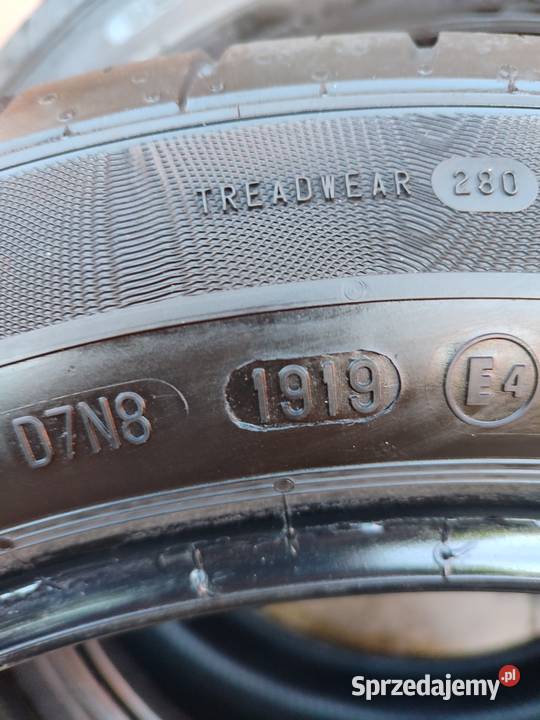 TREADWEAR 280
D7N8 1919 E4
Sprzedajemy.pl